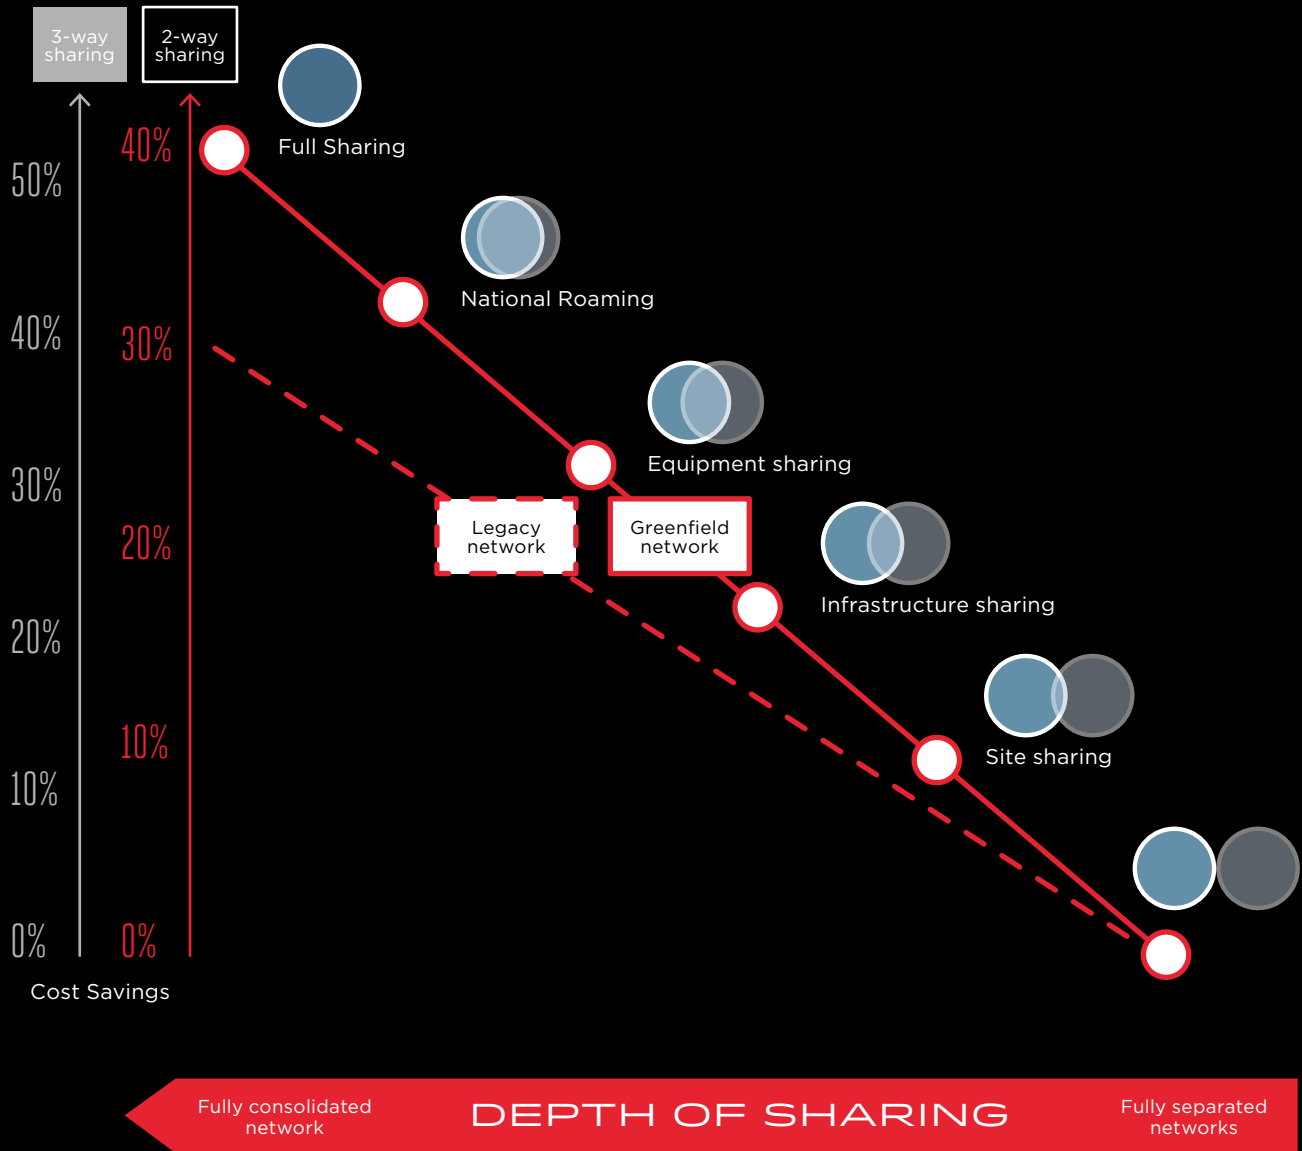 3-way
sharing
2-way
sharing
Full Sharing
40%
50%
National Roaming
40%
30%
Equipment sharing
30%
Legacy
network
Greenfield
network
20%
Infrastructure sharing
20%
10%
Site sharing
10%
0%
0%
Cost Savings
Fully consolidated
network
DEPTH OF SHARING
Fully separated
networks